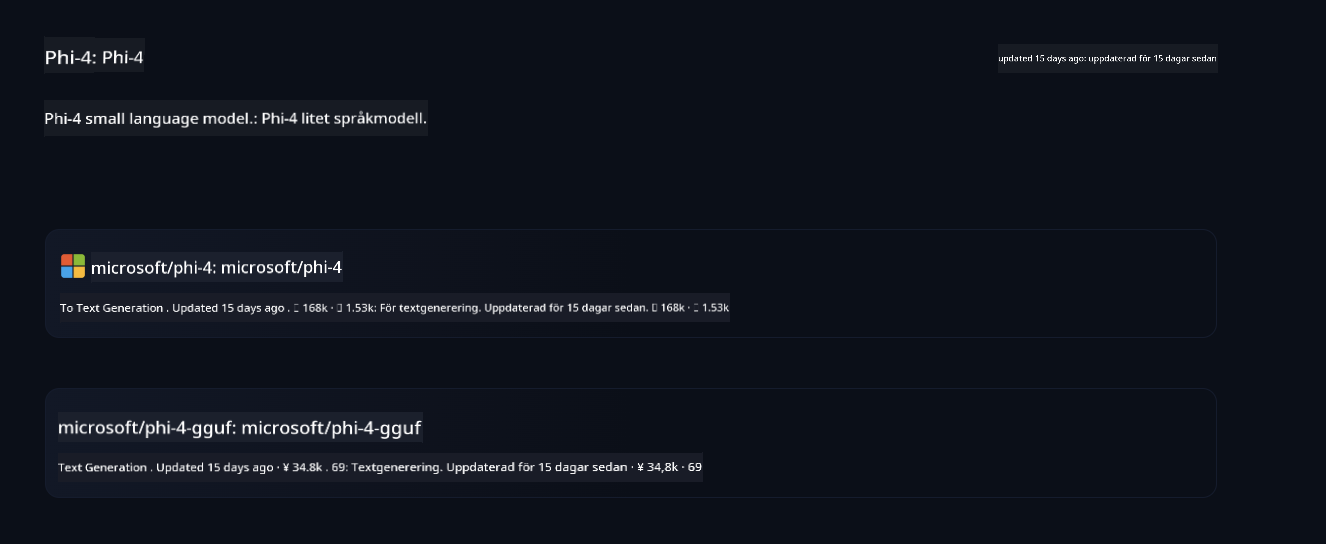 Phi-4: Phi-4
updated 15 days ago: uppdaterad för 15 dagar sedan
Phi-4 small language model.: Phi-4 litet språkmodell.
microsoft/phi-4: microsoft/phi-4
To Text Generation . Updated 15 days ago . ▯ 168k · ▯ 1.53k: För textgenerering. Uppdaterad för 15 dagar sedan. ▯ 168k · ▯ 1.53k
microsoft/phi-4-gguf: microsoft/phi-4-gguf
Text Generation . Updated 15 days ago · ¥ 34.8k . 69: Textgenerering. Uppdaterad för 15 dagar sedan · ¥ 34,8k · 69